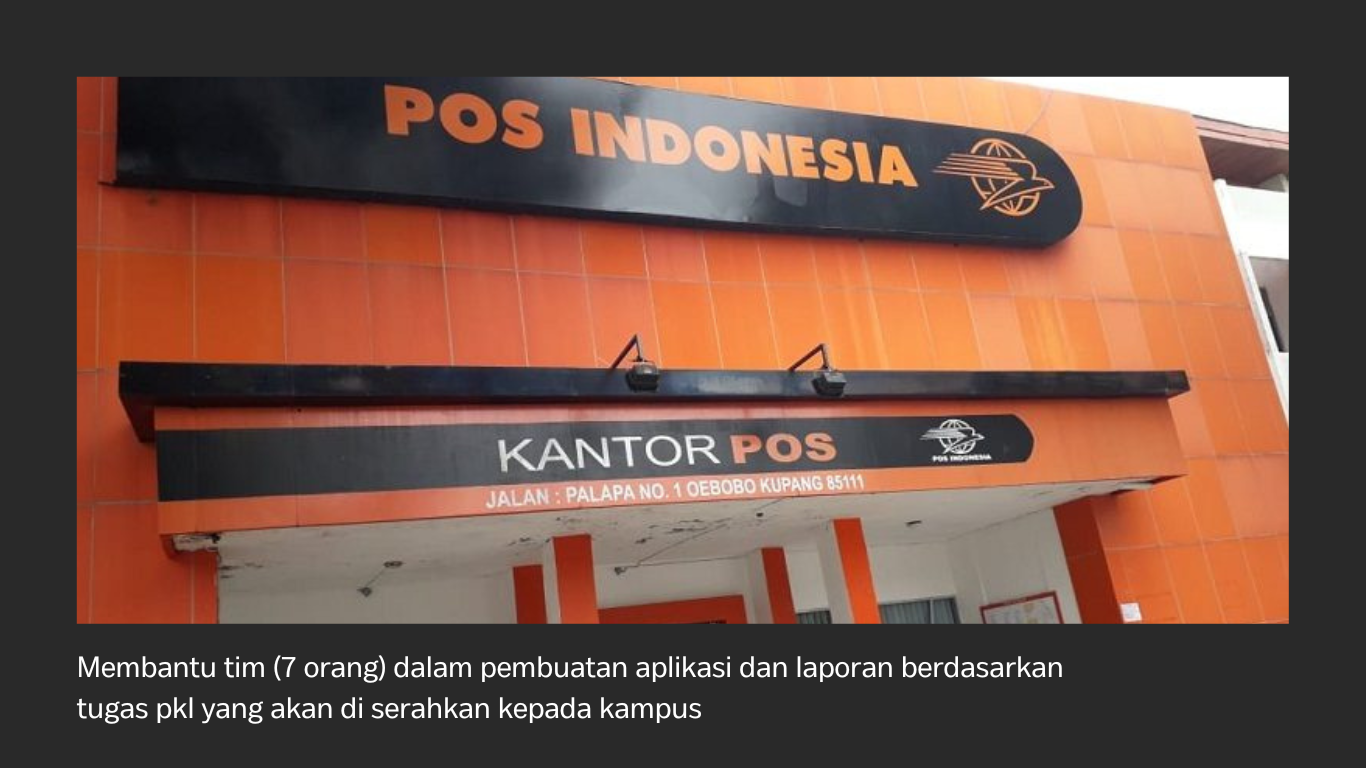 POS INDONESIA
KANTOR POS
POS INDONESIA
JALAN : PALAPA NO. 1 OEBOBO KUPANG 85111
Membantu tim (7 orang) dalam pembuatan aplikasi dan laporan berdasarkan
tugas pkl yang akan di serahkan kepada kampus